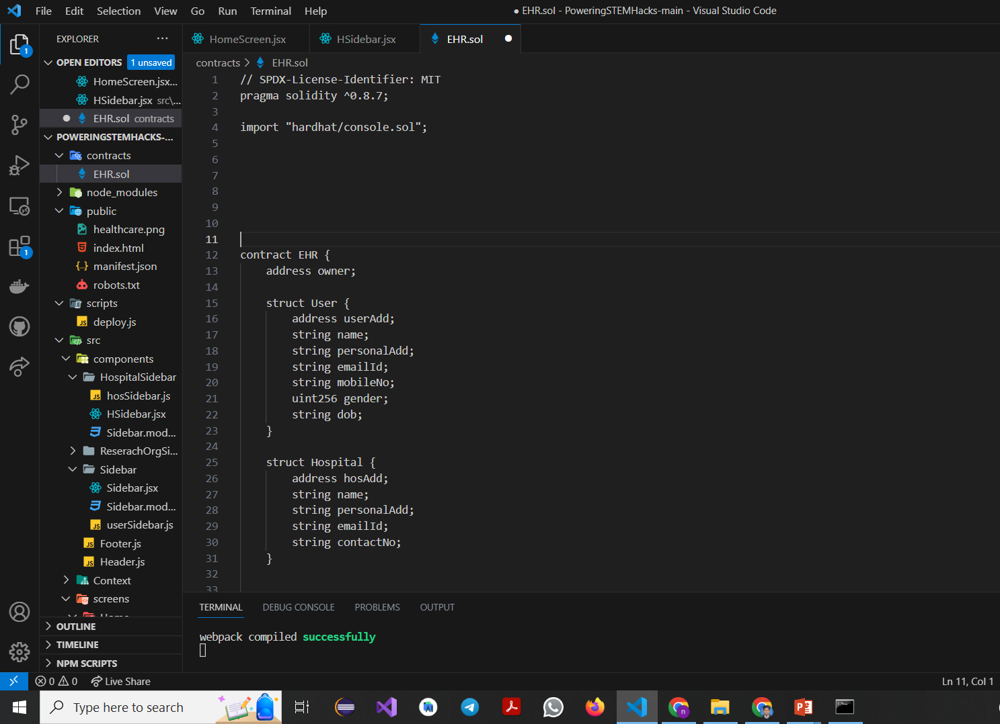 File Edit Selection View Go Run Terminal Help
● EHR.sol - PoweringSTEMHacks-main - Visual Studio Code
EXPLORER
OPEN EDITORS 1 unsaved
HomeScreen.jsx...
HSidebar.jsx src\...
EHR.sol contracts
POWERINGSTEMHACKS-...
contracts
EHR.sol
node_modules
public
healthcare.png
index.html
manifest.json
robots.txt
scripts
deploy.js
src
components
HospitalSidebar
hosSidebar.js
HSidebar.jsx
Sidebar.mod...
ReserachOrgSi...
Sidebar
Sidebar.jsx
Sidebar.mod...
userSidebar.js
Footer.js
Header.js
Context
screens
Home
OUTLINE
TIMELINE
NPM SCRIPTS
HomeScreen.jsx HSidebar.jsx EHR.sol
contracts > EHR.sol
1 // SPDX-License-Identifier: MIT
2 pragma solidity ^0.8.7;
3
4 import "hardhat/console.sol";
5
6
7
8
9
10
11
12 contract EHR {
13 address owner;
14
15 struct User {
16 address userAdd;
17 string name;
18 string personalAdd;
19 string emailId;
20 string mobileNo;
21 uint256 gender;
22 string dob;
23 }
24
25 struct Hospital {
26 address hosAdd;
27 string name;
28 string personalAdd;
29 string emailId;
30 string contactNo;
31 }
32
33
TERMINAL DEBUG CONSOLE PROBLEMS OUTPUT
webpack compiled successfully
0 0 Live Share
Ln 11, Col 1
Type here to search